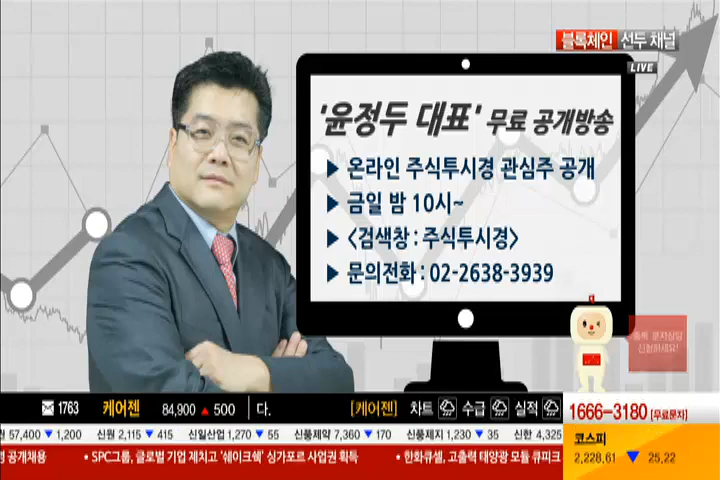 블록체인 선두 채널
LIVE
'윤정두 대표' 무료 공개방송
▶ 온라인 주식투시경 관심주 공개
▶ 금일 밤 10시~
▶ <검색창 : 주식투시경>
▶ 문의전화 : 02-2638-3939
1763 케어젠 84,900 ▲ 500 다. [케어젠] 차트 수급 실적
1666-3180 [무료문자]
57,400 ▼ 1,200 신원 2,115 ▼ 415 신일산업 1,270 ▼ 55 신풍제약 7,360 ▼ 170 신풍제지 1,230 ▼ 35 신한 4,325
코스피
2,228.61 ▼ 25.22
공개채용 • SPC그룹, 글로벌 기업 제치고 '쉐이크쉑' 싱가포르 사업권 획득 • 한화큐셀, 고출력 태양광 모듈 큐피크